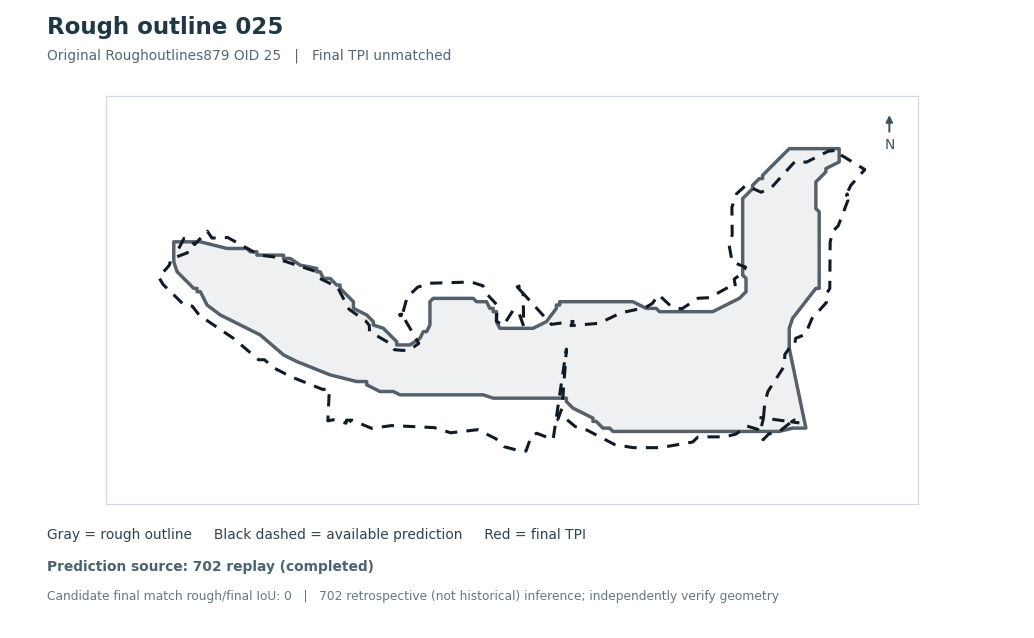 Rough outline 025
Original Roughoutlines879 OID 25   |   Final TPI unmatched
N
Gray = rough outline     Black dashed = available prediction     Red = final TPI
Prediction source: 702 replay (completed)
Candidate final match rough/final IoU: 0   |   702 retrospective (not historical) inference; independently verify geometry